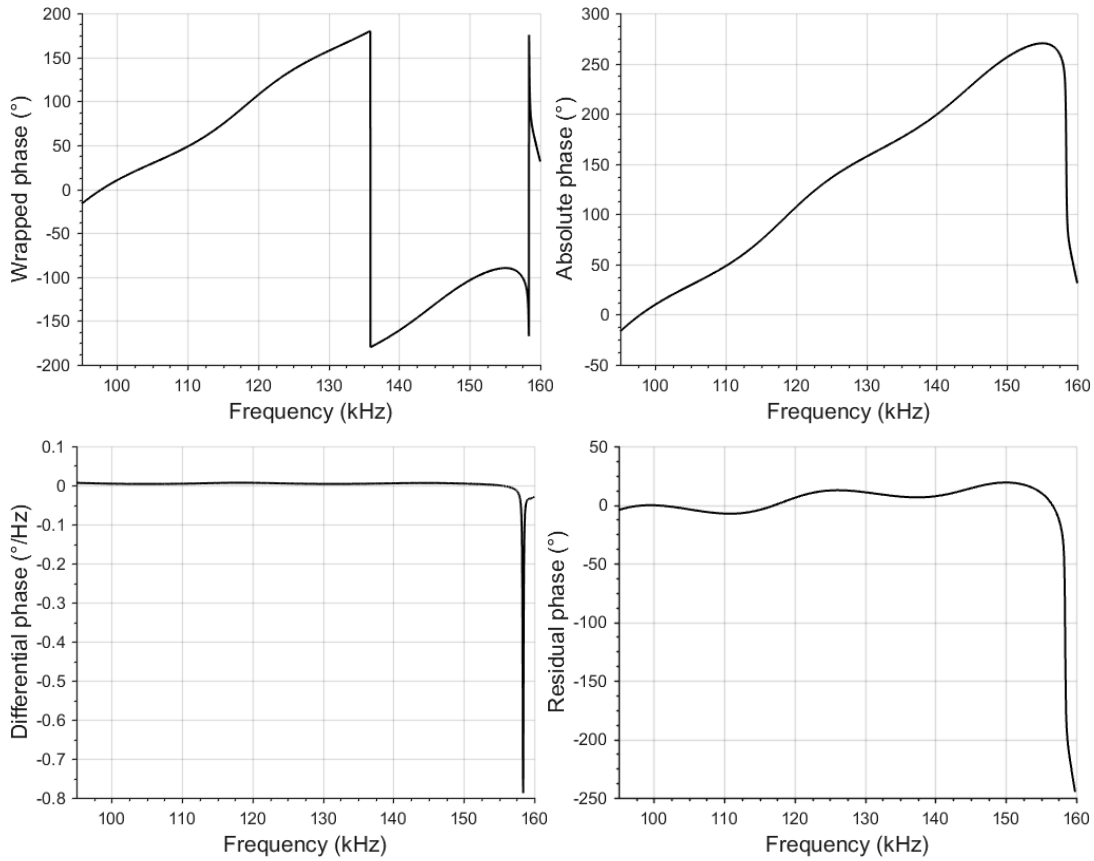 200
150
100
50
0
-50
-100
-150
-200
Wrapped phase (°)
100 110 120 130 140 150 160
Frequency (kHz)
300
250
200
150
100
50
0
-50
Absolute phase (°)
100 110 120 130 140 150 160
Frequency (kHz)
0.1
0
-0.1
-0.2
-0.3
-0.4
-0.5
-0.6
-0.7
-0.8
Differential phase (°/Hz)
100 110 120 130 140 150 160
Frequency (kHz)
50
0
-50
-100
-150
-200
-250
Residual phase (°)
100 110 120 130 140 150 160
Frequency (kHz)